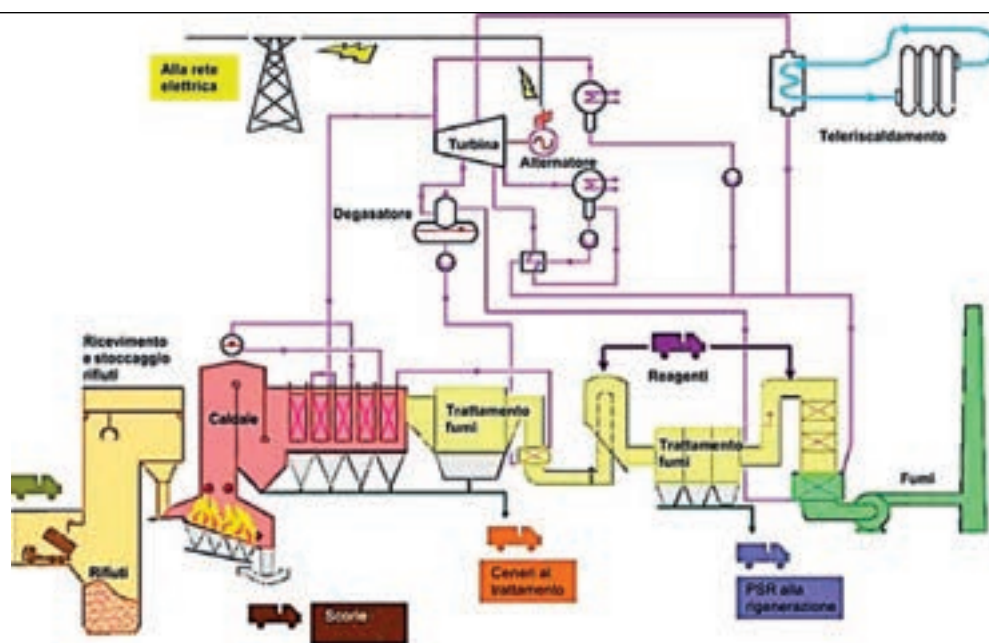 Alla rete
elettrica
Turbina
Alternatore
Teleriscaldamento
Degasatore
Ricevimento
e stoccaggio
rifiuti
Reagenti
Caldaie
Trattamento
fumi
Trattamento
fumi
Fumi
Rifiuti
Ceneri al
trattamento
PSR alla
rigenerazione
Scorie